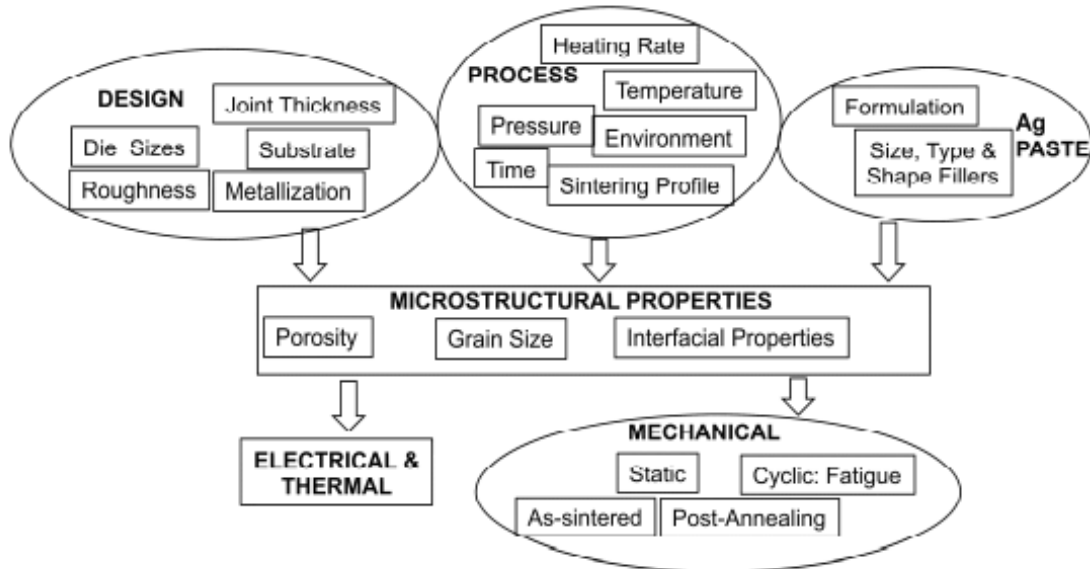 Heating Rate
PROCESS
DESIGN
Joint Thickness
Temperature
Formulation
Die Sizes
Substrate
Pressure
Environment
Ag
PASTE
Size, Type &
Shape Fillers
Roughness
Metallization
Time
Sintering Profile
MICROSTRUCTURAL PROPERTIES
Porosity
Grain Size
Interfacial Properties
ELECTRICAL &
THERMAL
MECHANICAL
Static
Cyclic: Fatigue
As-sintered
Post-Annealing